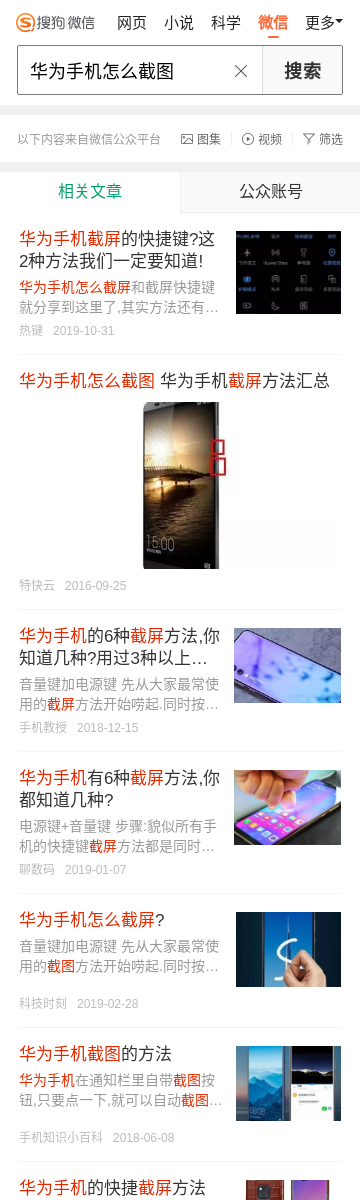 搜狗微信 网页 小说 科学 微信 更多
华为手机怎么截图 搜索
以下内容来自微信公众平台 图集 视频 筛选
相关文章 公众账号
华为手机截屏的快捷键?这
2种方法我们一定要知道!
华为手机怎么截屏和截屏快捷键
就分享到这里了,其实方法还有...
热键 2019-10-31
华为手机怎么截图 华为手机截屏方法汇总
18:00
特快云 2016-09-25
华为手机的6种截屏方法,你
知道几种?用过3种以上...
音量键加电源键 先从大家最常使
用的截屏方法开始唠起.同时按...
手机教授 2018-12-15
华为手机有6种截屏方法,你
都知道几种?
电源键+音量键 步骤:貌似所有手
机的快捷键截屏方法都是同时...
聊数码 2019-01-07
华为手机怎么截屏?
音量键加电源键 先从大家最常使
用的截图方法开始唠起.同时按...
科技时刻 2019-02-28
华为手机截图的方法
华为手机在通知栏里自带截图按
钮,只要点一下,就可以自动截图...
08:08
手机知识小百科 2018-06-08
华为手机的快捷截屏方法